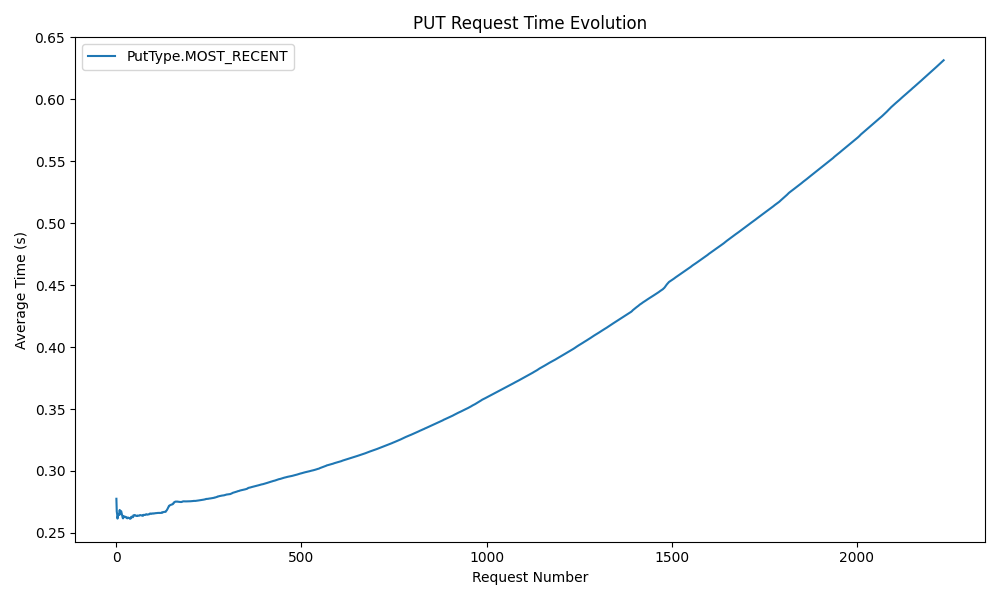 PUT Request Time Evolution
PutType.MOST_RECENT
0.65
0.60
0.55
0.50
0.45
0.40
0.35
0.30
0.25
Average Time (s)
0 500 1000 1500 2000
Request Number